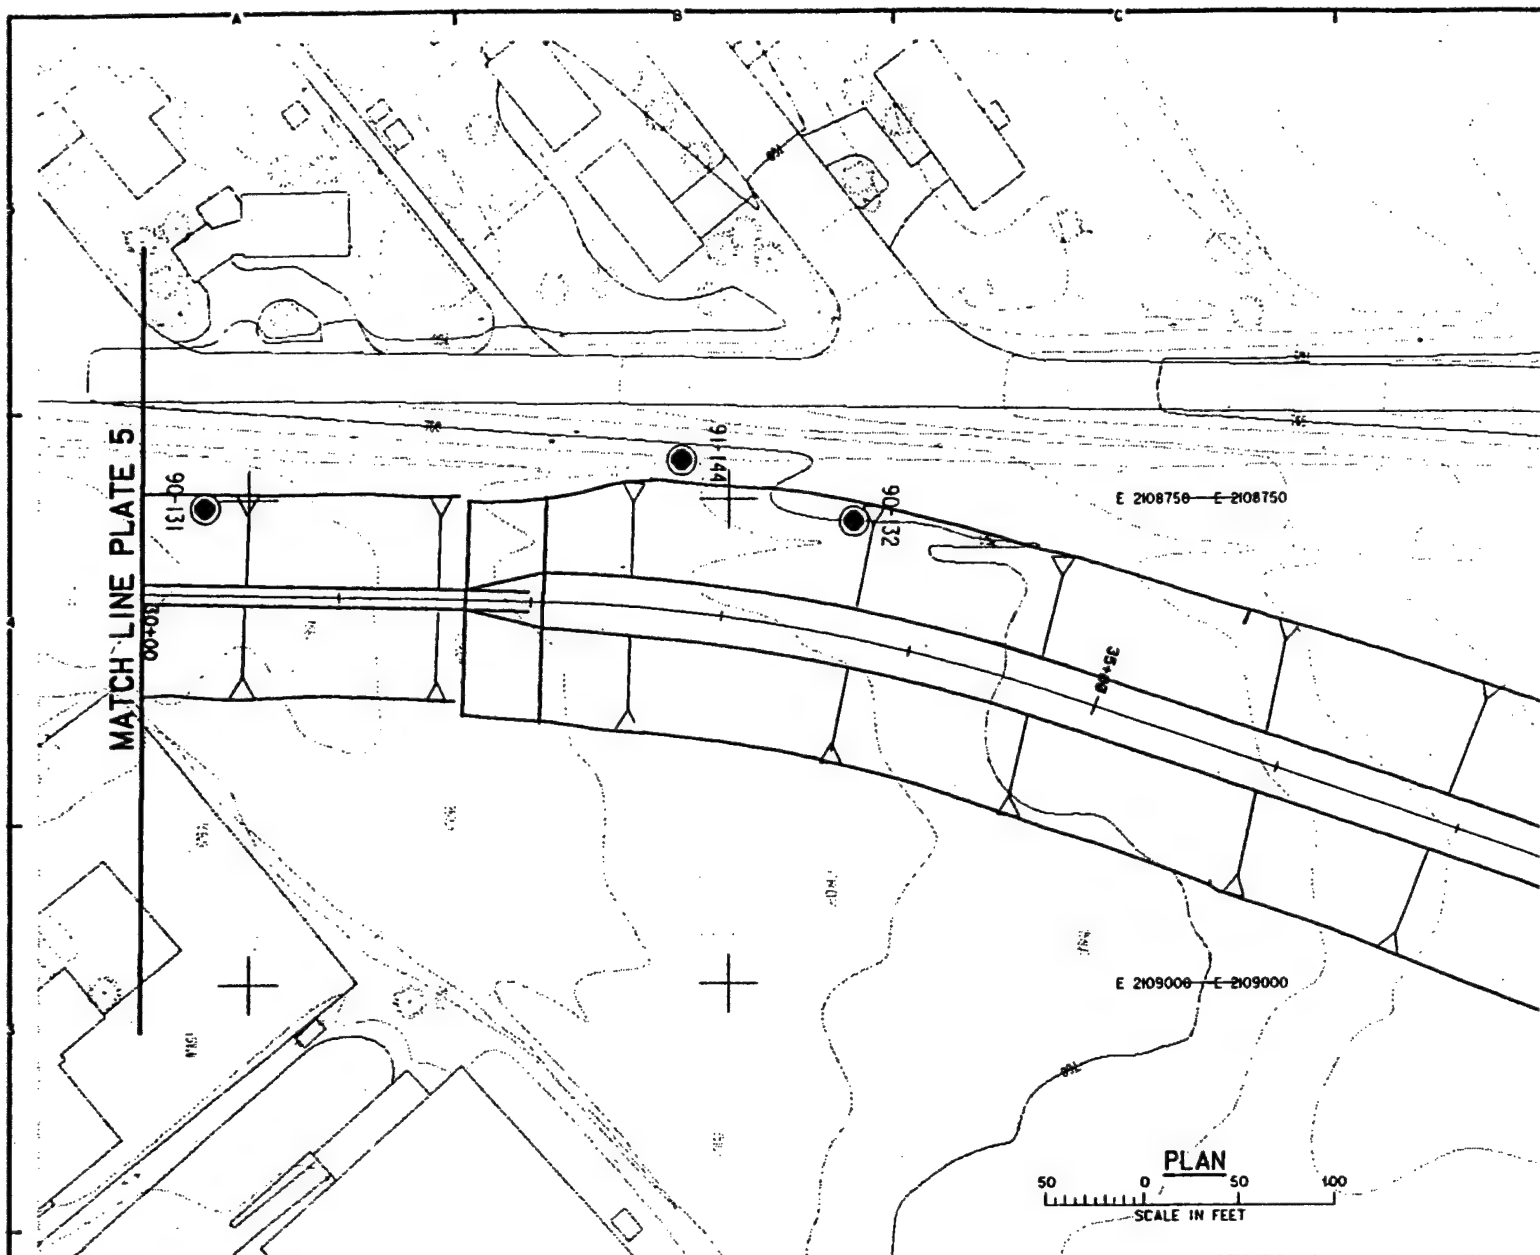 A
B
C
MATCH LINE PLATE 5
90-131
91-144
90-132
30+00
35+00
E 2108750 E 2108750
E 2109000 E 2109000
PLAN
50 0 50 100
SCALE IN FEET